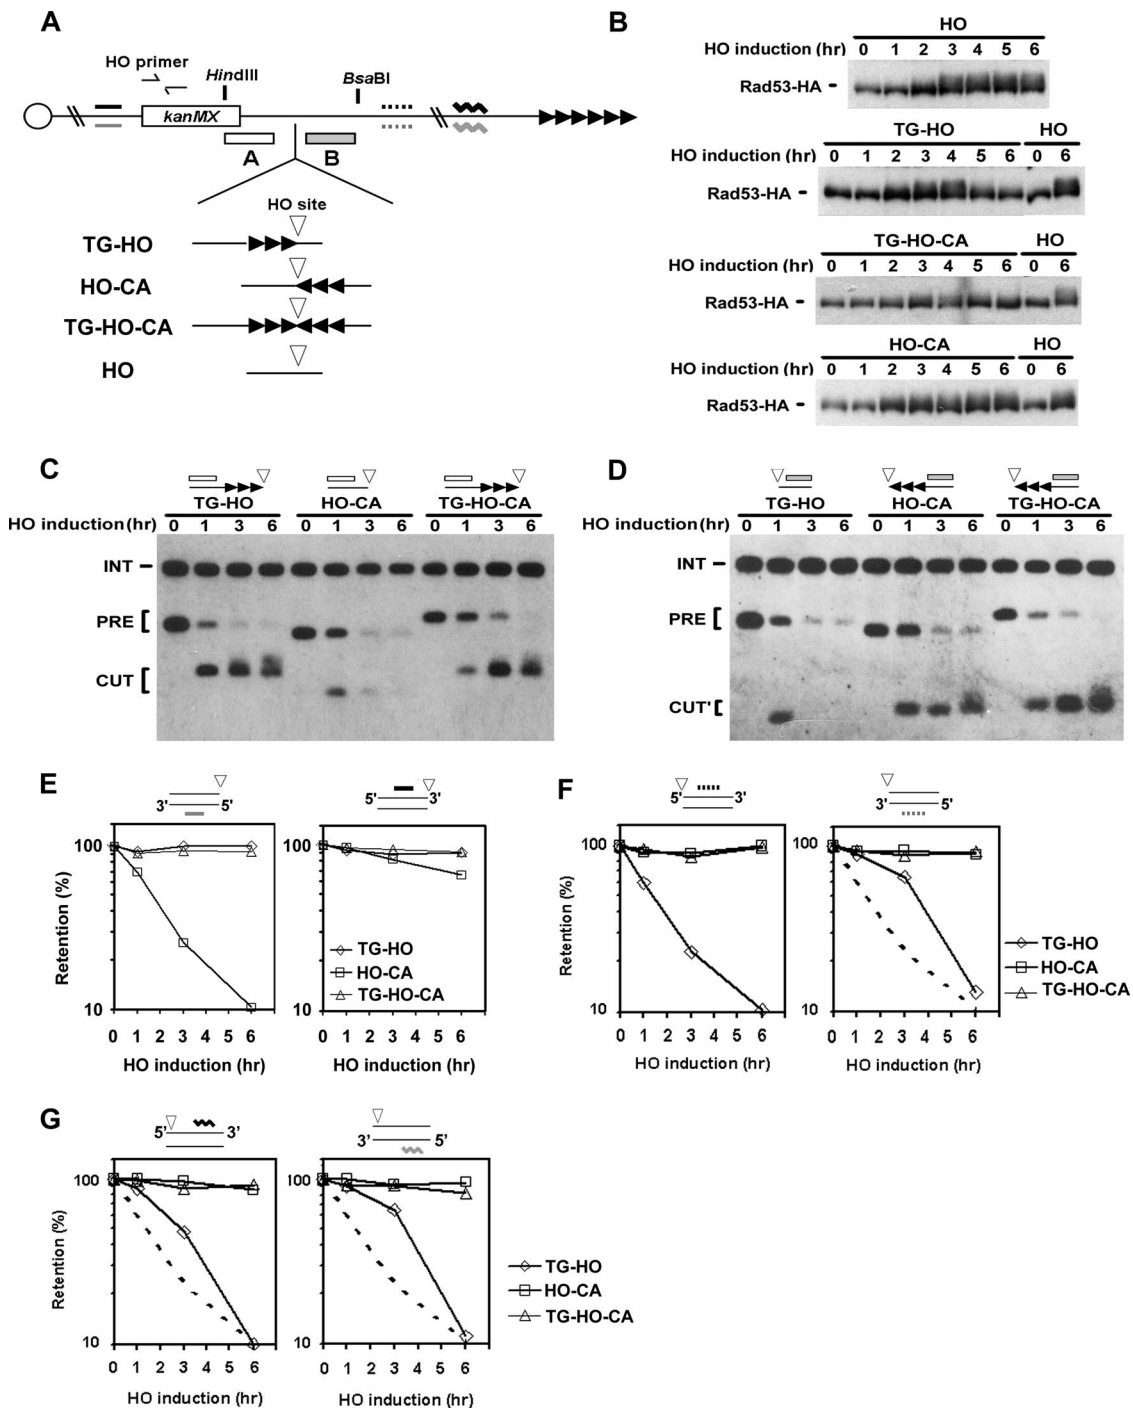 A
HO primer
HindIII
BsaBI
kanMX
A
B
HO site
TG-HO
HO-CA
TG-HO-CA
HO
B
HO
HO induction (hr) 0 1 2 3 4 5 6
Rad53-HA
TG-HO HO
HO induction (hr) 0 1 2 3 4 5 6 0 6
Rad53-HA
TG-HO-CA HO
HO induction (hr) 0 1 2 3 4 5 6 0 6
Rad53-HA
HO-CA HO
HO induction (hr) 0 1 2 3 4 5 6 0 6
Rad53-HA
C
TG-HO HO-CA TG-HO-CA
HO induction (hr) 0 1 3 6 0 1 3 6 0 1 3 6
INT
PRE
CUT
D
TG-HO HO-CA TG-HO-CA
HO induction (hr) 0 1 3 6 0 1 3 6 0 1 3 6
INT
PRE
CUT'
E
3' 5'
5' 3'
100
10
Retention (%)
0 1 2 3 4 5 6 7
HO induction (hr)
100
10
TG-HO
HO-CA
TG-HO-CA
0 1 2 3 4 5 6 7
HO induction (hr)
F
5' 3'
3' 5'
100
10
Retention (%)
0 1 2 3 4 5 6 7
HO induction (hr)
100
10
0 1 2 3 4 5 6 7
HO induction (hr)
TG-HO
HO-CA
TG-HO-CA
G
5' 3'
3' 5'
100
10
Retention (%)
0 1 2 3 4 5 6 7
HO induction (hr)
100
10
0 1 2 3 4 5 6 7
HO induction (hr)
TG-HO
HO-CA
TG-HO-CA